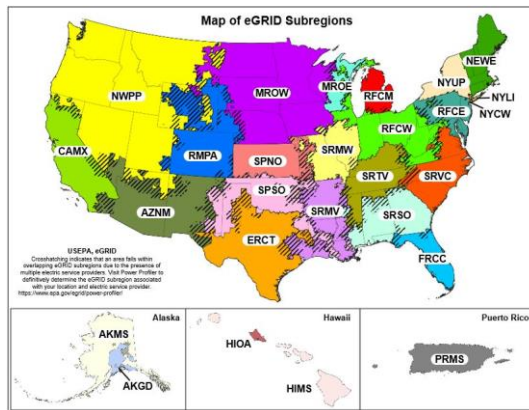 Map of eGRID Subregions
NEWE
MROE
NYUP
NWPP
MROW
RFCM
NYLI
RFCE
NYCW
CAMX
RMPA
RFCW
SPNO
SRMW
SRTV
SRVC
SPSO
AZNM
SRMV
SRSO
ERCT
FRCC
USEPA, eGRID
Crosshatching indicates that an area falls within
overlapping eGRID subregions due to the presence of
multiple electric service providers. Visit Power Profiler to
definitively determine the eGRID subregion associated
with your location and electric service provider.
https://www.epa.gov/egrid/power-profiler/
Alaska
AKMS
AKGD
Hawaii
HIOA
HIMS
Puerto Rico
PRMS